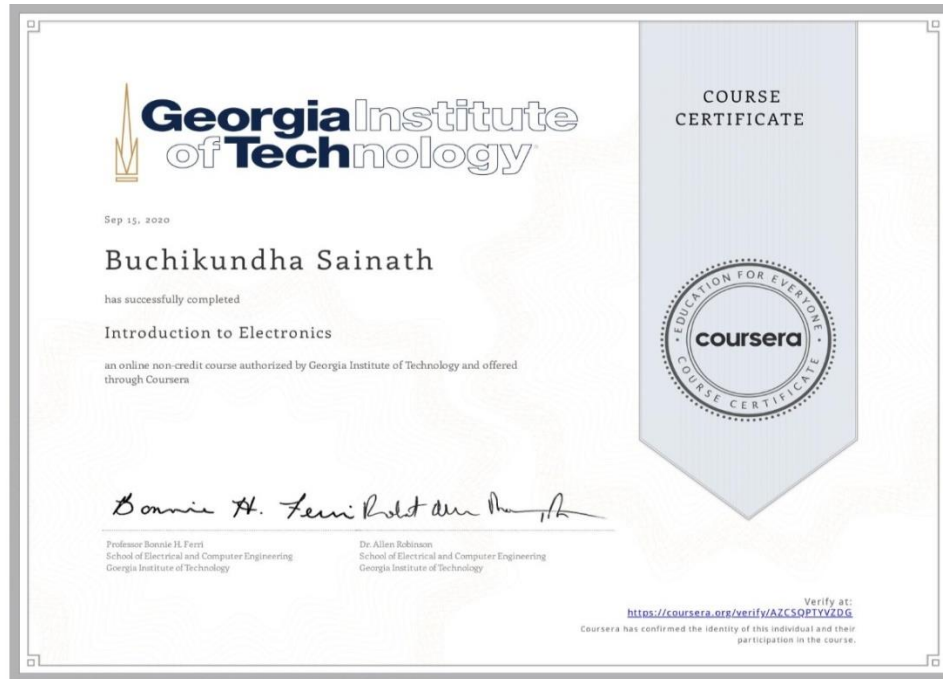 Georgia Institute
of Technology
Sep 15, 2020
Buchikundha Sainath
has successfully completed
Introduction to Electronics
an online non-credit course authorized by Georgia Institute of Technology and offered
through Coursera
COURSE
CERTIFICATE
EDUCATION FOR EVERYONE
coursera
COURSE CERTIFICATE
Bonnie H. Ferri
Professor Bonnie H. Ferri
School of Electrical and Computer Engineering
Georgia Institute of Technology
Dr. Allen Robinson
School of Electrical and Computer Engineering
Georgia Institute of Technology
Verify at:
https://coursera.org/verify/AZCSQPTYVZDG
Coursera has confirmed the identity of this individual and their
participation in the course.